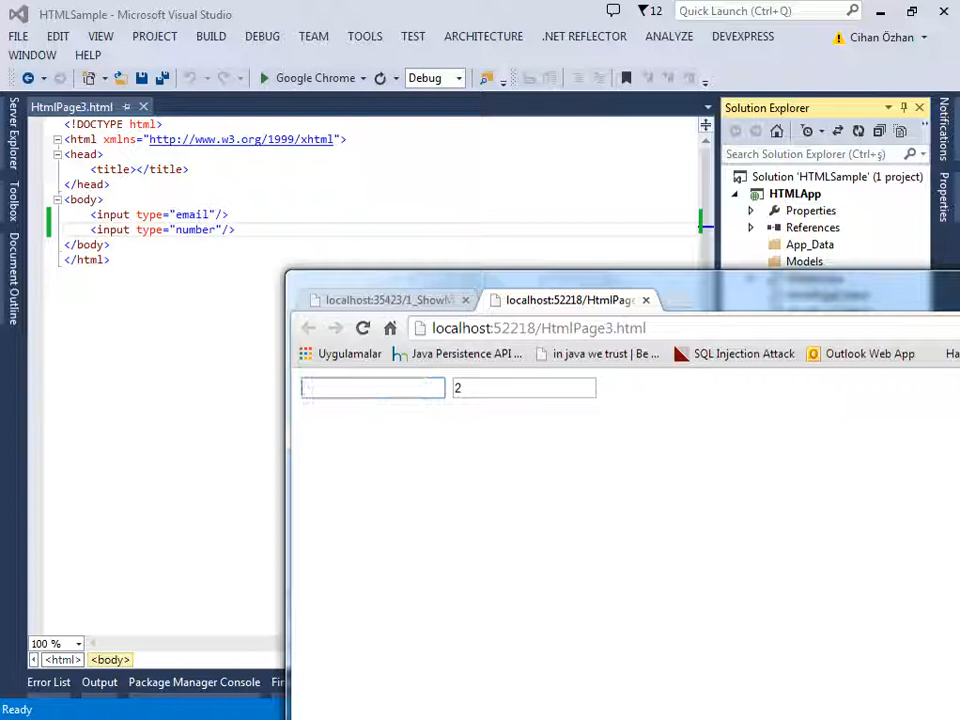 HTMLSample - Microsoft Visual Studio
12
Quick Launch (Ctrl+Q)
FILE EDIT VIEW PROJECT BUILD DEBUG TEAM TOOLS TEST ARCHITECTURE .NET REFLECTOR ANALYZE DEVEXPRESS
Cihan Özhan
WINDOW HELP
Google Chrome
Debug
Server Explorer
Toolbox
Document Outline
HtmlPage3.html
<!DOCTYPE html>
<html xmlns="http://www.w3.org/1999/xhtml">
<head>
<title></title>
</head>
<body>
<input type="email"/>
<input type="number"/>
</body>
</html>
100 %
<html> <body>
Error List Output Package Manager Console
Ready
Solution Explorer
Search Solution Explorer (Ctrl+ş)
Solution 'HTMLSample' (1 project)
HTMLApp
Properties
References
App_Data
Models
Notifications
Properties
localhost:35423/1_ShowM
localhost:52218/HtmlPage
localhost:52218/HtmlPage3.html
Uygulamalar
Java Persistence API ...
in java we trust | Be ...
SQL Injection Attack
Outlook Web App
Ha
2